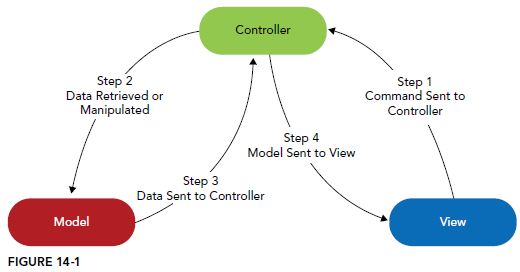 Controller
Step 2
Data Retrieved or
Manipulated
Step 1
Command Sent to
Controller
Step 4
Model Sent to View
Step 3
Data Sent to Controller
Model
View
FIGURE 14-1